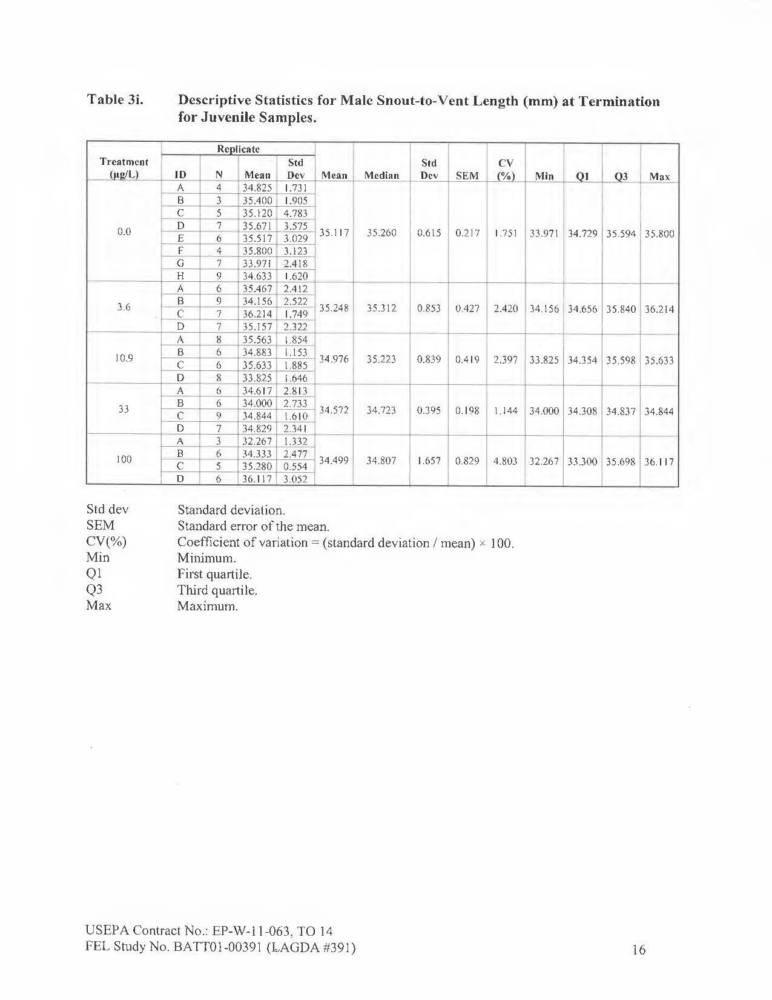 Table 3i. Descriptive Statistics for Male Snout-to-Vent Length (mm) at Termination
for Juvenile Samples.
Replicate
Treatment Std Std CV
(µg/L) ID N Mean Dev Mean Median Dev SEM (%) Min Q1 Q3 Max
A 4 34.825 1.731
B 3 35.400 1.905
C 5 35.120 4.783
D 7 35.671 3.575
0.0 35.117 35.260 0.615 0.217 1.751 33.971 34.729 35.594 35.800
E 6 35.517 3.029
F 4 35.800 3.123
G 7 33.971 2.418
H 9 34.633 1.620
A 6 35.467 2.412
B 9 34.156 2.522
3.6 35.248 35.312 0.853 0.427 2.420 34.156 34.656 35.840 36.214
C 7 36.214 1.749
D 7 35.157 2.322
A 8 35.563 1.854
B 6 34.883 1.153
10.9 34.976 35.223 0.839 0.419 2.397 33.825 34.354 35.598 35.633
C 6 35.633 1.885
D 8 33.825 1.646
A 6 34.617 2.813
B 6 34.000 2.733
33 34.572 34.723 0.395 0.198 1.144 34.000 34.308 34.837 34.844
C 9 34.844 1.610
D 7 34.829 2.341
A 3 32.267 1.332
B 6 34.333 2.477
100 34.499 34.807 1.657 0.829 4.803 32.267 33.300 35.698 36.117
C 5 35.280 0.554
D 6 36.117 3.052
Std dev Standard deviation.
SEM Standard error of the mean.
CV(%) Coefficient of variation = (standard deviation / mean) × 100.
Min Minimum.
Q1 First quartile.
Q3 Third quartile.
Max Maximum.
USEPA Contract No.: EP-W-11-063, TO 14
FEL Study No. BATT01-00391 (LAGDA #391) 16